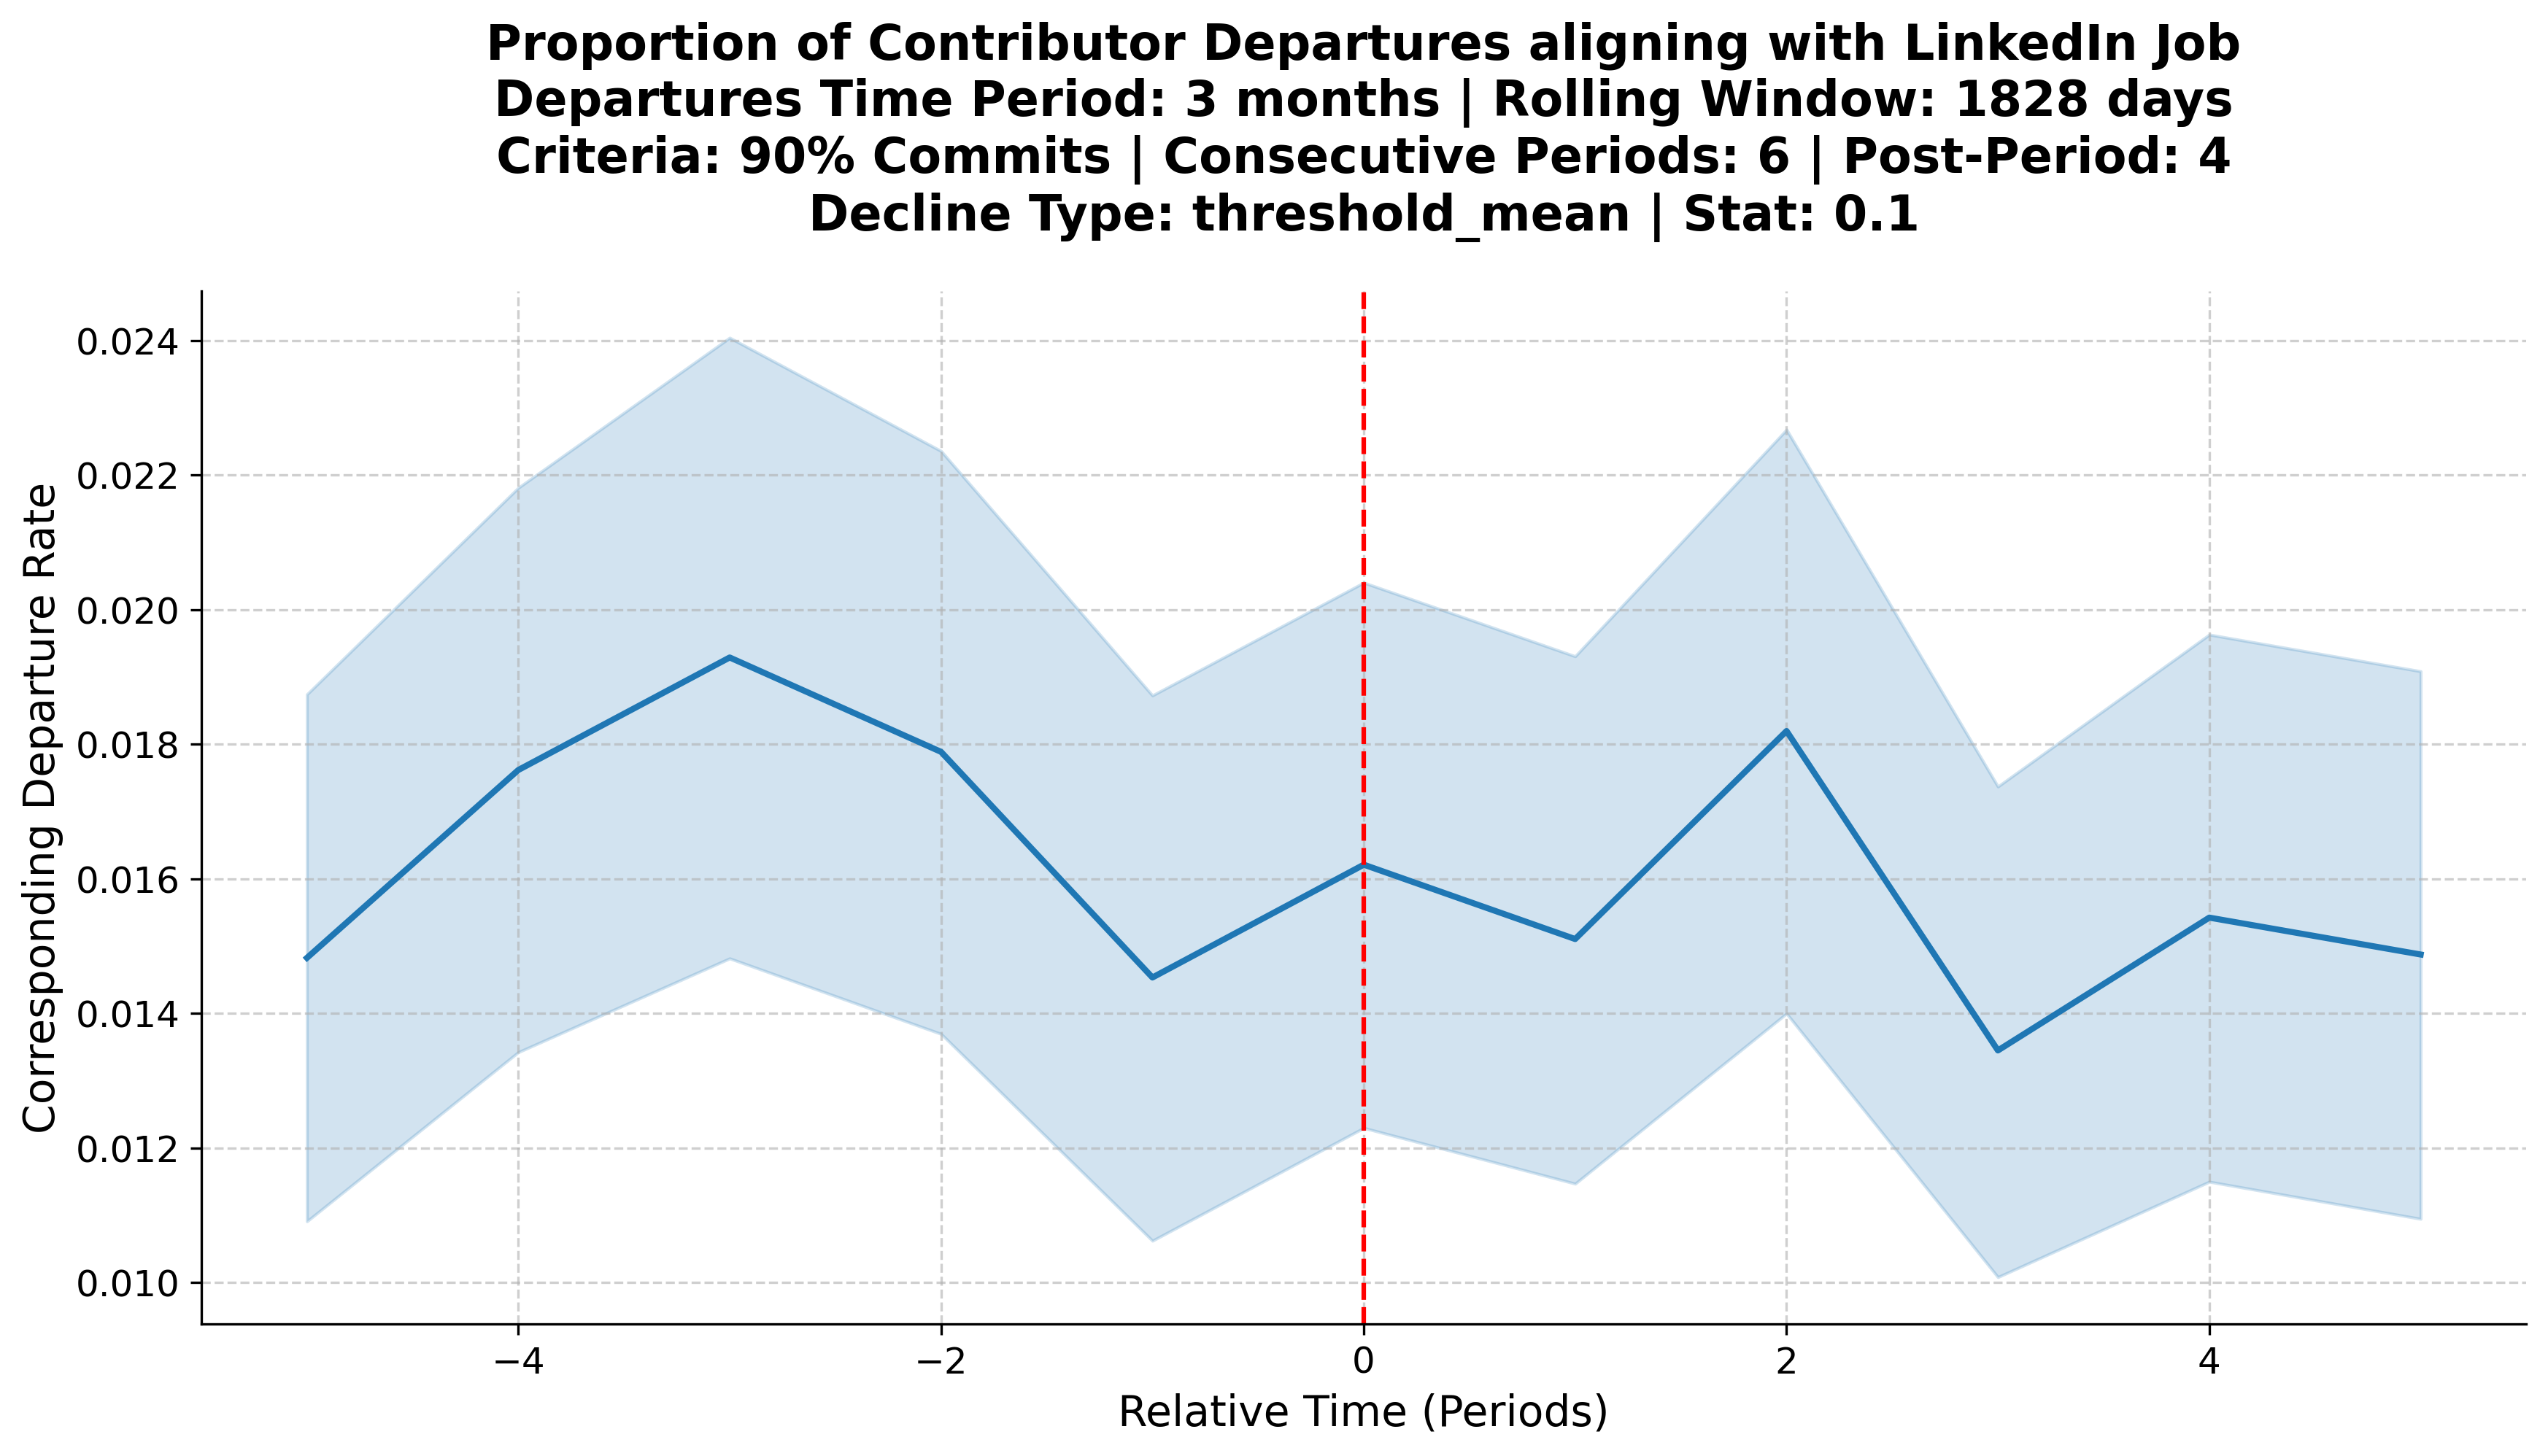 Proportion of Contributor Departures aligning with LinkedIn Job
Departures Time Period: 3 months | Rolling Window: 1828 days
Criteria: 90% Commits | Consecutive Periods: 6 | Post-Period: 4
Decline Type: threshold_mean | Stat: 0.1
Corresponding Departure Rate
0.024
0.022
0.020
0.018
0.016
0.014
0.012
0.010
−4
−2
0
2
4
Relative Time (Periods)